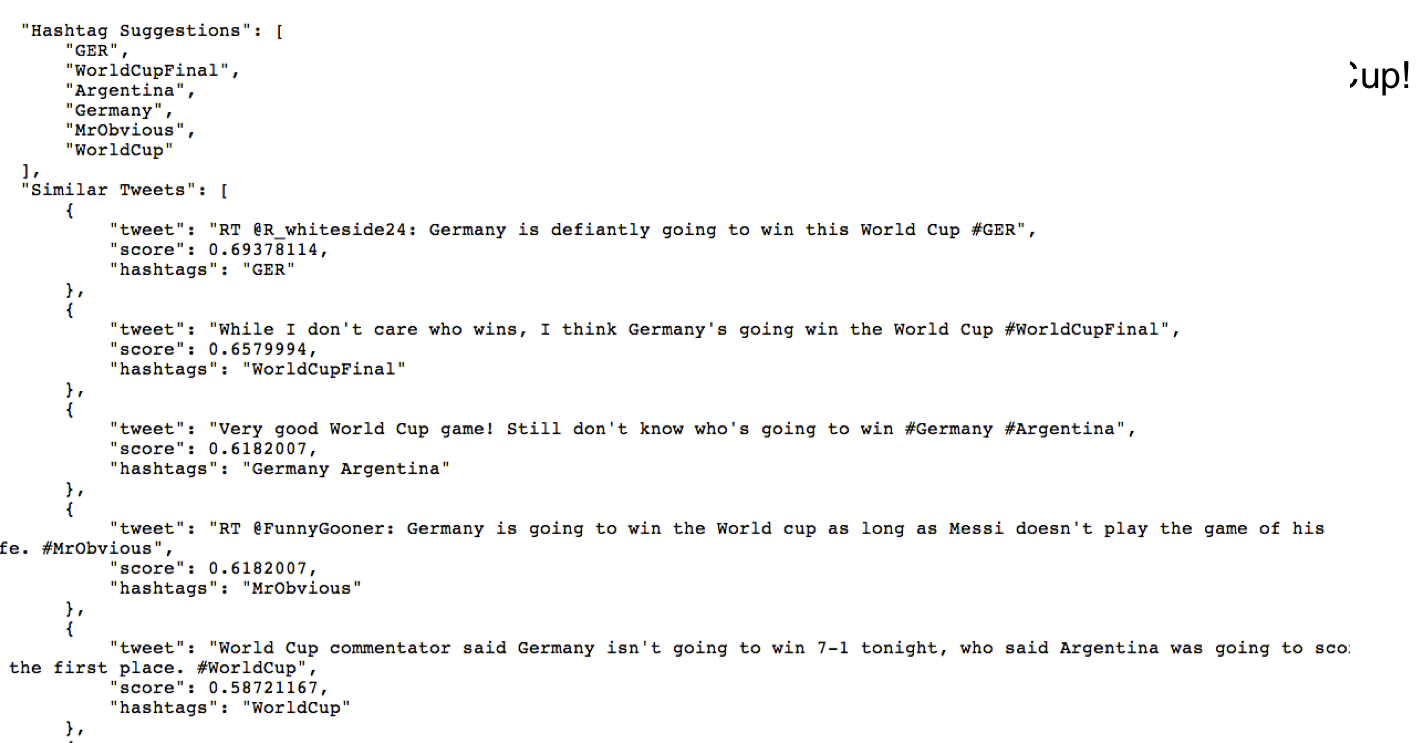 "Hashtag Suggestions": [
"GER",
"WorldCupFinal",
"Argentina",
"Germany",
"MrObvious",
"WorldCup"
],
"Similar Tweets": [
{
"tweet": "RT @R_whiteside24: Germany is defiantly going to win this World Cup #GER",
"score": 0.69378114,
"hashtags": "GER"
},
{
"tweet": "While I don't care who wins, I think Germany's going win the World Cup #WorldCupFinal",
"score": 0.6579994,
"hashtags": "WorldCupFinal"
},
{
"tweet": "Very good World Cup game! Still don't know who's going to win #Germany #Argentina",
"score": 0.6182007,
"hashtags": "Germany Argentina"
},
{
"tweet": "RT @FunnyGooner: Germany is going to win the World cup as long as Messi doesn't play the game of his
fe. #MrObvious",
"score": 0.6182007,
"hashtags": "MrObvious"
},
{
"tweet": "World Cup commentator said Germany isn't going to win 7-1 tonight, who said Argentina was going to sco
the first place. #WorldCup",
"score": 0.58721167,
"hashtags": "WorldCup"
},
Cup!